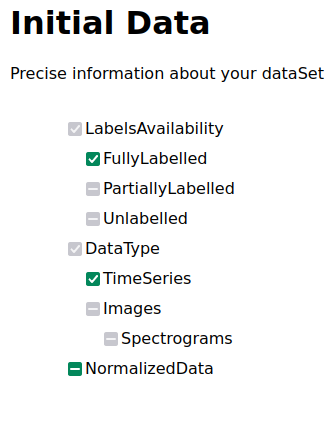 Initial Data
Precise information about your dataSet
LabelsAvailability
FullyLabelled
PartiallyLabelled
Unlabelled
DataType
TimeSeries
Images
Spectrograms
NormalizedData